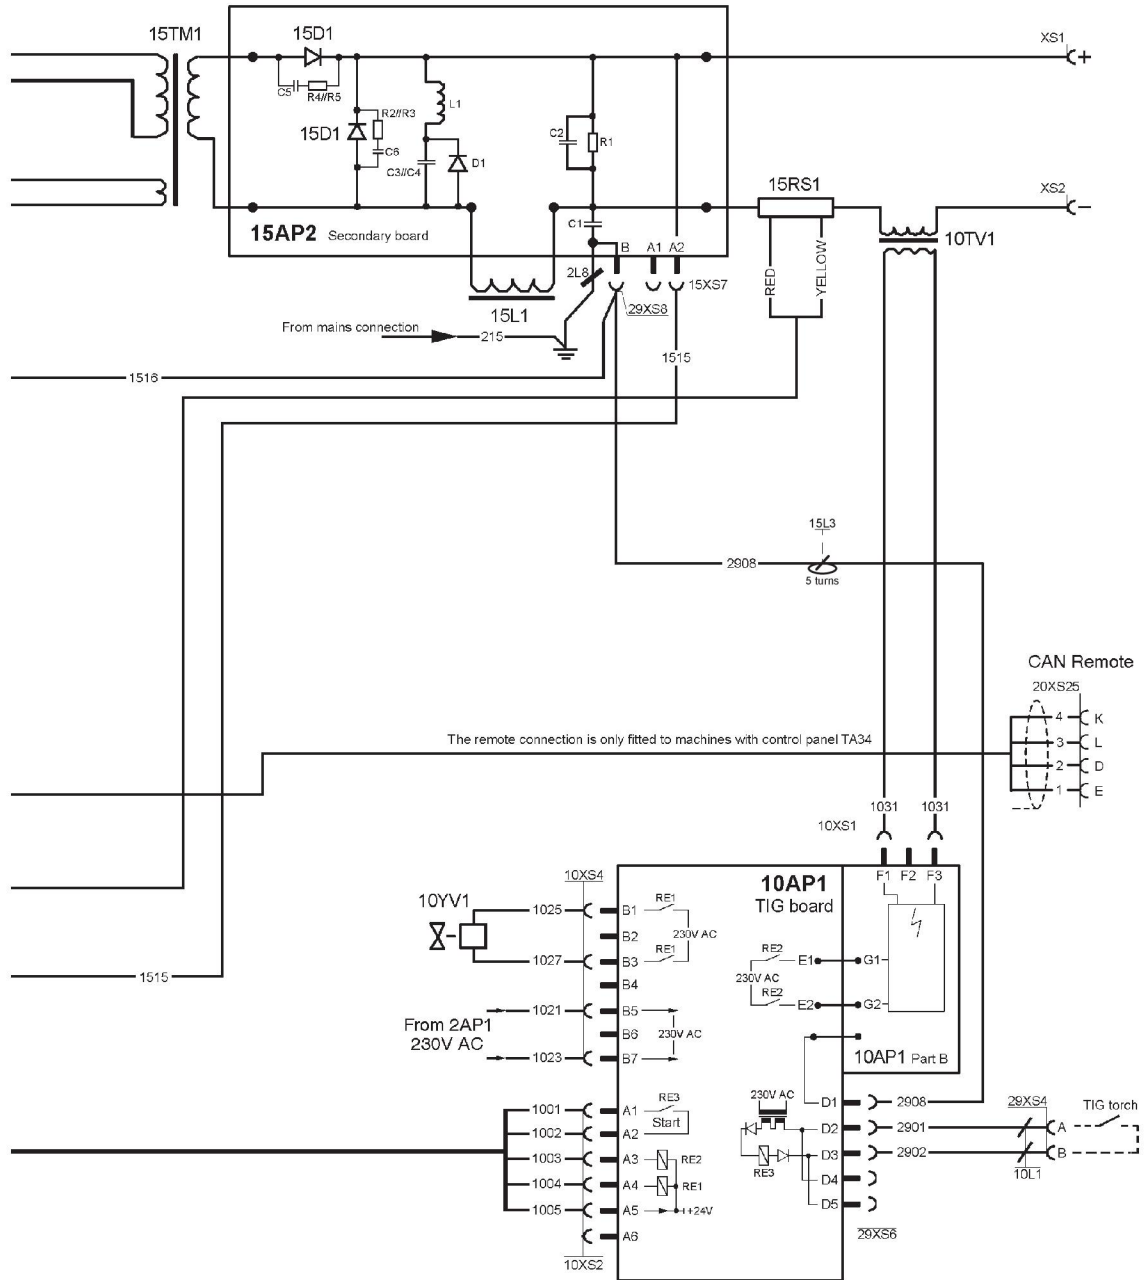 15TM1
15D1
XS1
+
C5
R4//R5
L1
R2//R3
15D1
C6
C3//C4
D1
C2
R1
15RS1
XS2
−
15AP2 Secondary board
C1
B
A1
A2
10TV1
RED
YELLOW
2L8
15XS7
29XS8
15L1
From mains connection
215
1515
1516
15L3
2908
5 turns
CAN Remote
20XS25
4
K
The remote connection is only fitted to machines with control panel TA34
3
L
2
D
1
E
1031
1031
10XS1
F1
F2
F3
10XS4
10AP1
TIG board
10YV1
1025
B1
RE1
B2
230V AC
1027
B3
RE1
B4
RE2
E1
G1
230V AC
RE2
E2
G2
1515
From 2AP1
230V AC
1021
B5
B6
230V AC
1023
B7
10AP1 Part B
230V AC
D1
2908
29XS4
TIG torch
1001
A1
RE3
Start
1002
A2
D2
2901
A
1003
A3
RE2
D3
2902
B
RE3
10L1
1004
A4
RE1
D4
1005
A5
+24V
D5
A6
29XS6
10XS2